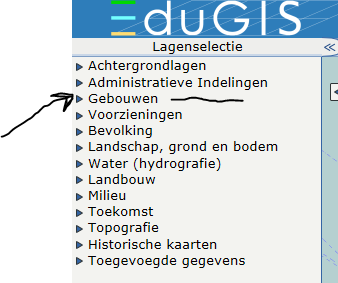 EduGIS
Lagenselectie
Achtergrondlagen
Administratieve Indelingen
Gebouwen
Voorzieningen
Bevolking
Landschap, grond en bodem
Water (hydrografie)
Landbouw
Milieu
Toekomst
Topografie
Historische kaarten
Toegevoegde gegevens